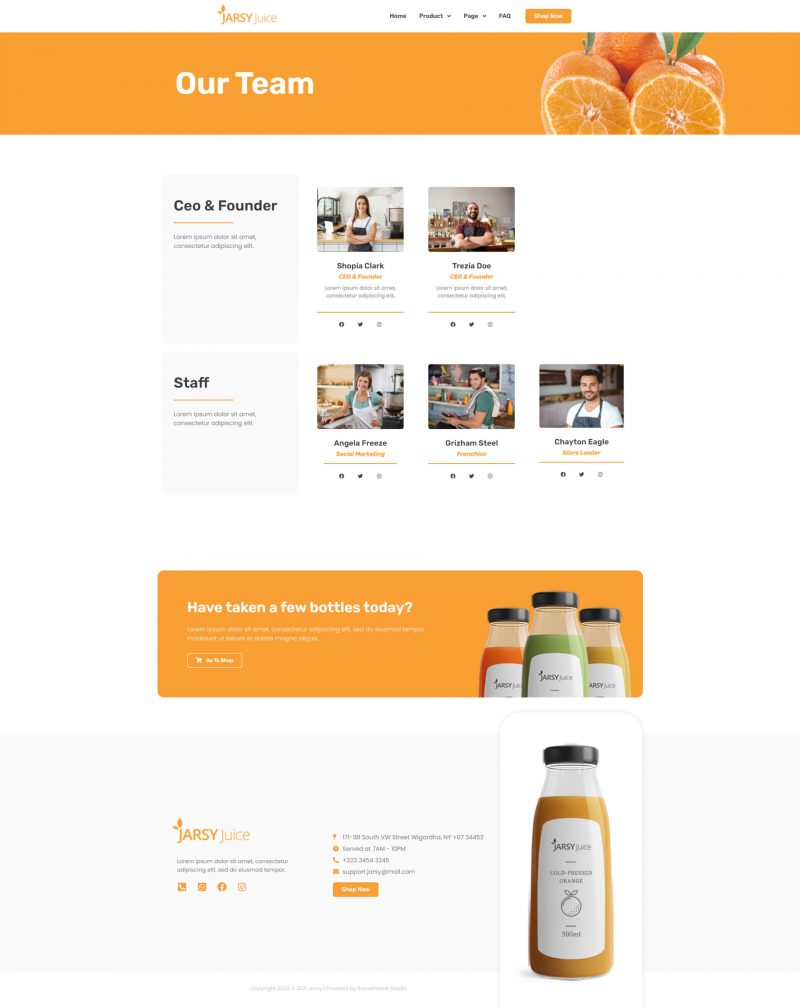 JARSY Juice
Home Product Page FAQ Shop Now
Our Team
Ceo & Founder
Lorem ipsum dolor sit amet,
consectetur adipiscing elit.
Shopia Clark
CEO & Founder
Lorem ipsum dolor sit amet,
consectetur adipiscing elit.
Trezia Doe
CEO & Founder
Lorem ipsum dolor sit amet,
consectetur adipiscing elit.
Staff
Lorem ipsum dolor sit amet,
consectetur adipiscing elit.
Angela Freeze
Social Marketing
Grizham Steel
Franchise
Chayton Eagle
Store Leader
Have taken a few bottles today?
Lorem ipsum dolor sit amet, consectetur adipiscing elit, sed do eiusmod tempor
incididunt ut labore et dolore magna aliqua.
Go To Shop
JARSY Juice
JARSY Juice
JARSY Juice
JARSY Juice
Lorem ipsum dolor sit amet, consectetur
adipiscing elit, sed do eiusmod tempor.
171-181 South VW Street Wigardha, NY +07 34452
Served at 7AM - 10PM
+223 3454 3245
support.jarsy@mail.com
Shop Now
JARSY Juice
COLD-PRESSED
ORANGE
500ml
Copyright 2020 © 2021 Jarsy | Powered by Rometheme Studio